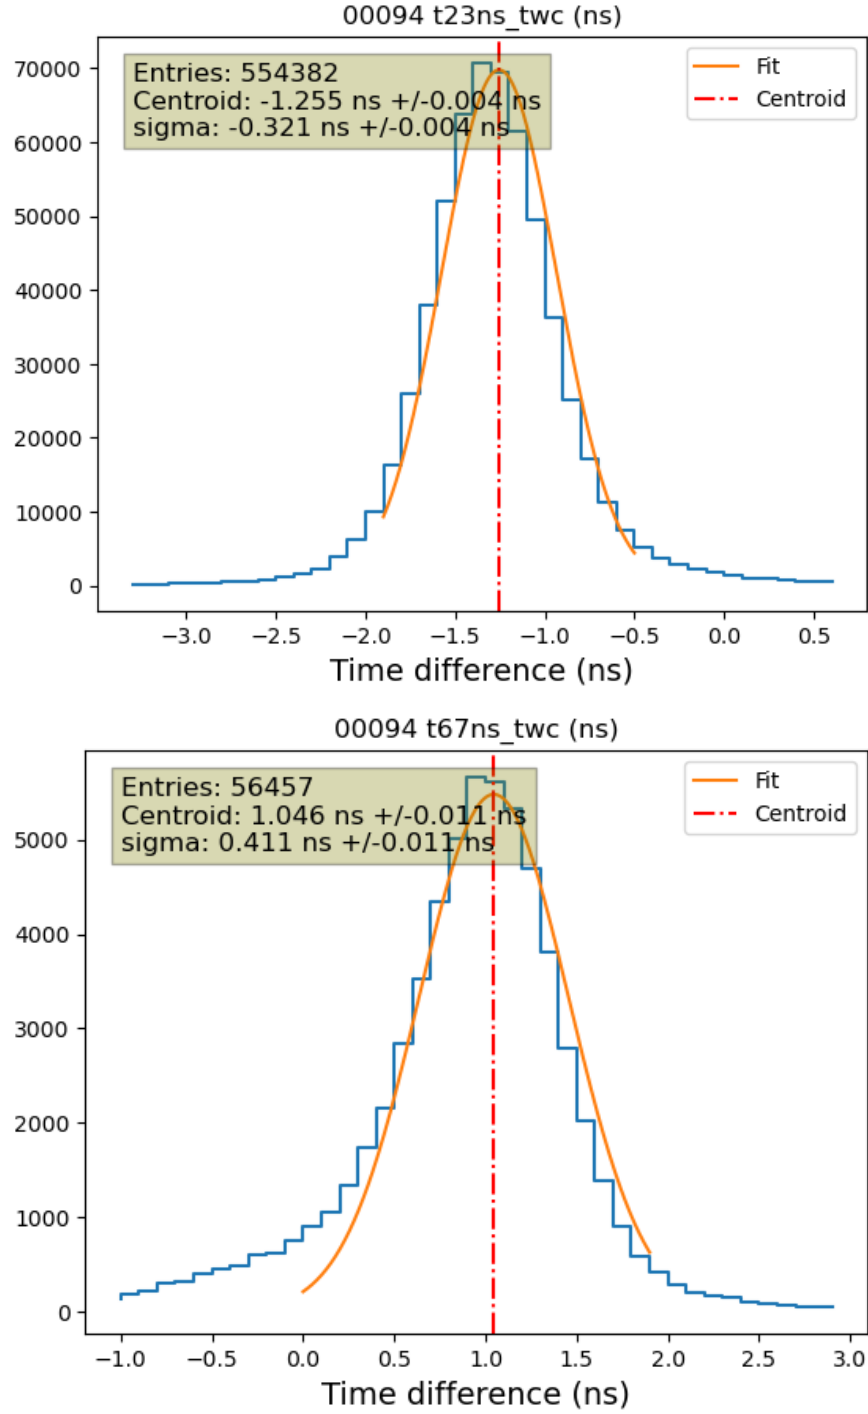 00094 t23ns_twc (ns)
Entries: 554382
Centroid: -1.255 ns +/-0.004 ns
sigma: -0.321 ns +/-0.004 ns
Fit
Centroid
70000
60000
50000
40000
30000
20000
10000
0
−3.0 −2.5 −2.0 −1.5 −1.0 −0.5 0.0 0.5
Time difference (ns)
00094 t67ns_twc (ns)
Entries: 56457
Centroid: 1.046 ns +/-0.011 ns
sigma: 0.411 ns +/-0.011 ns
Fit
Centroid
5000
4000
3000
2000
1000
0
−1.0 −0.5 0.0 0.5 1.0 1.5 2.0 2.5 3.0
Time difference (ns)